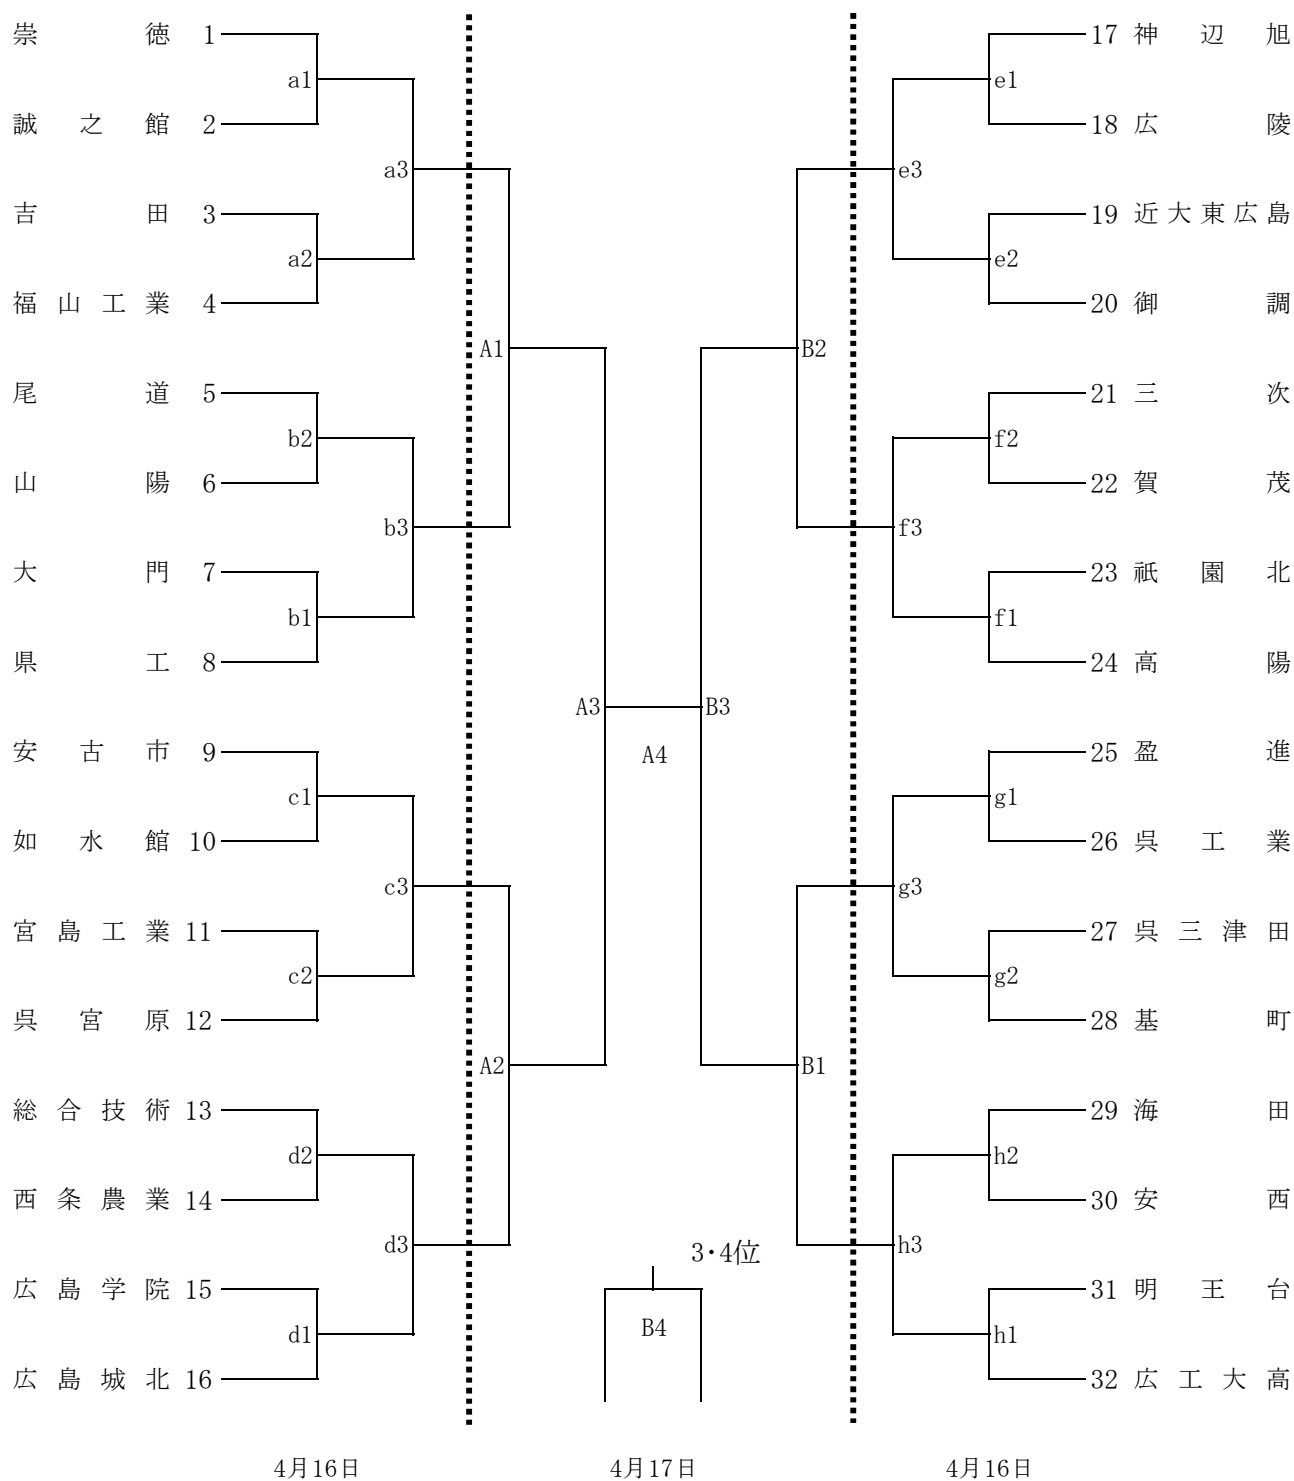 崇徳 1
a1
誠之館 2
a3
吉田 3
a2
福山工業 4
A1
尾道 5
b2
山陽 6
b3
大門 7
b1
県工 8
A3
安古市 9
c1
如水館 10
c3
宮島工業 11
c2
呉宮原 12
A2
総合技術 13
d2
西条農業 14
d3
広島学院 15
d1
広島城北 16
A4
3・4位
B4
17 神辺旭
e1
18 広陵
e3
19 近大東広島
e2
20 御調
B2
21 三次
f2
22 賀茂
f3
23 祇園北
f1
24 高陽
B3
25 盈進
g1
26 呉工業
g3
27 呉三津田
g2
28 基町
B1
29 海田
h2
30 安西
h3
31 明王台
h1
32 広工大高
4月16日
4月17日
4月16日